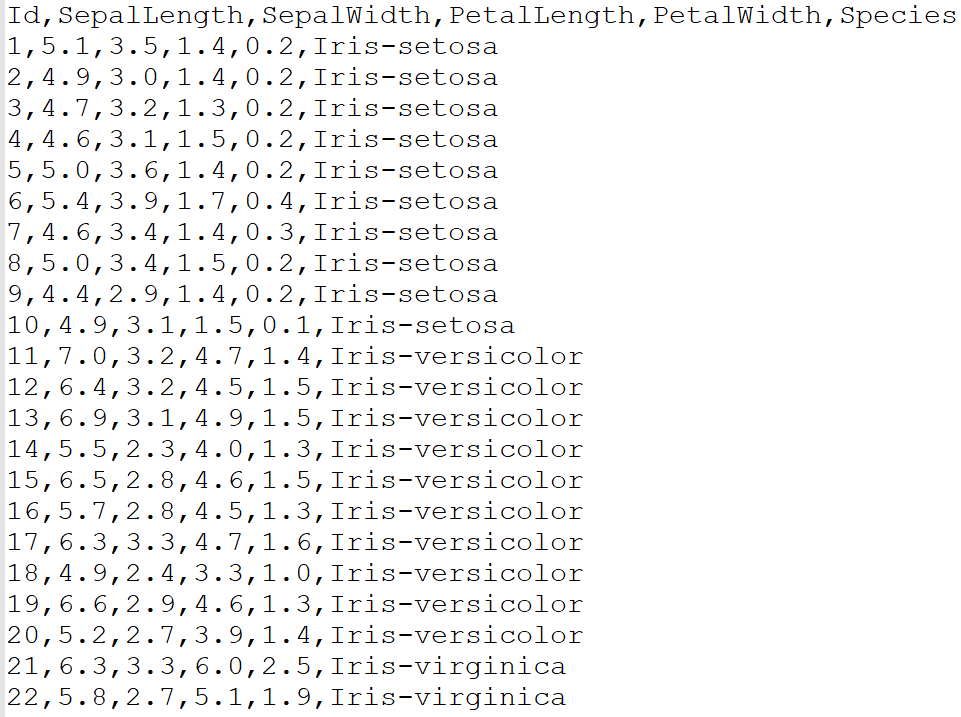 Id,SepalLength,SepalWidth,PetalLength,PetalWidth,Species
1,5.1,3.5,1.4,0.2,Iris-setosa
2,4.9,3.0,1.4,0.2,Iris-setosa
3,4.7,3.2,1.3,0.2,Iris-setosa
4,4.6,3.1,1.5,0.2,Iris-setosa
5,5.0,3.6,1.4,0.2,Iris-setosa
6,5.4,3.9,1.7,0.4,Iris-setosa
7,4.6,3.4,1.4,0.3,Iris-setosa
8,5.0,3.4,1.5,0.2,Iris-setosa
9,4.4,2.9,1.4,0.2,Iris-setosa
10,4.9,3.1,1.5,0.1,Iris-setosa
11,7.0,3.2,4.7,1.4,Iris-versicolor
12,6.4,3.2,4.5,1.5,Iris-versicolor
13,6.9,3.1,4.9,1.5,Iris-versicolor
14,5.5,2.3,4.0,1.3,Iris-versicolor
15,6.5,2.8,4.6,1.5,Iris-versicolor
16,5.7,2.8,4.5,1.3,Iris-versicolor
17,6.3,3.3,4.7,1.6,Iris-versicolor
18,4.9,2.4,3.3,1.0,Iris-versicolor
19,6.6,2.9,4.6,1.3,Iris-versicolor
20,5.2,2.7,3.9,1.4,Iris-versicolor
21,6.3,3.3,6.0,2.5,Iris-virginica
22,5.8,2.7,5.1,1.9,Iris-virginica